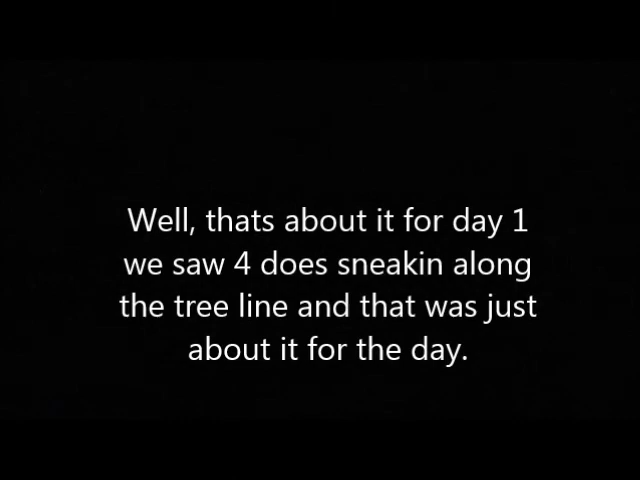 Well, thats about it for day 1
we saw 4 does sneakin along
the tree line and that was just
about it for the day.